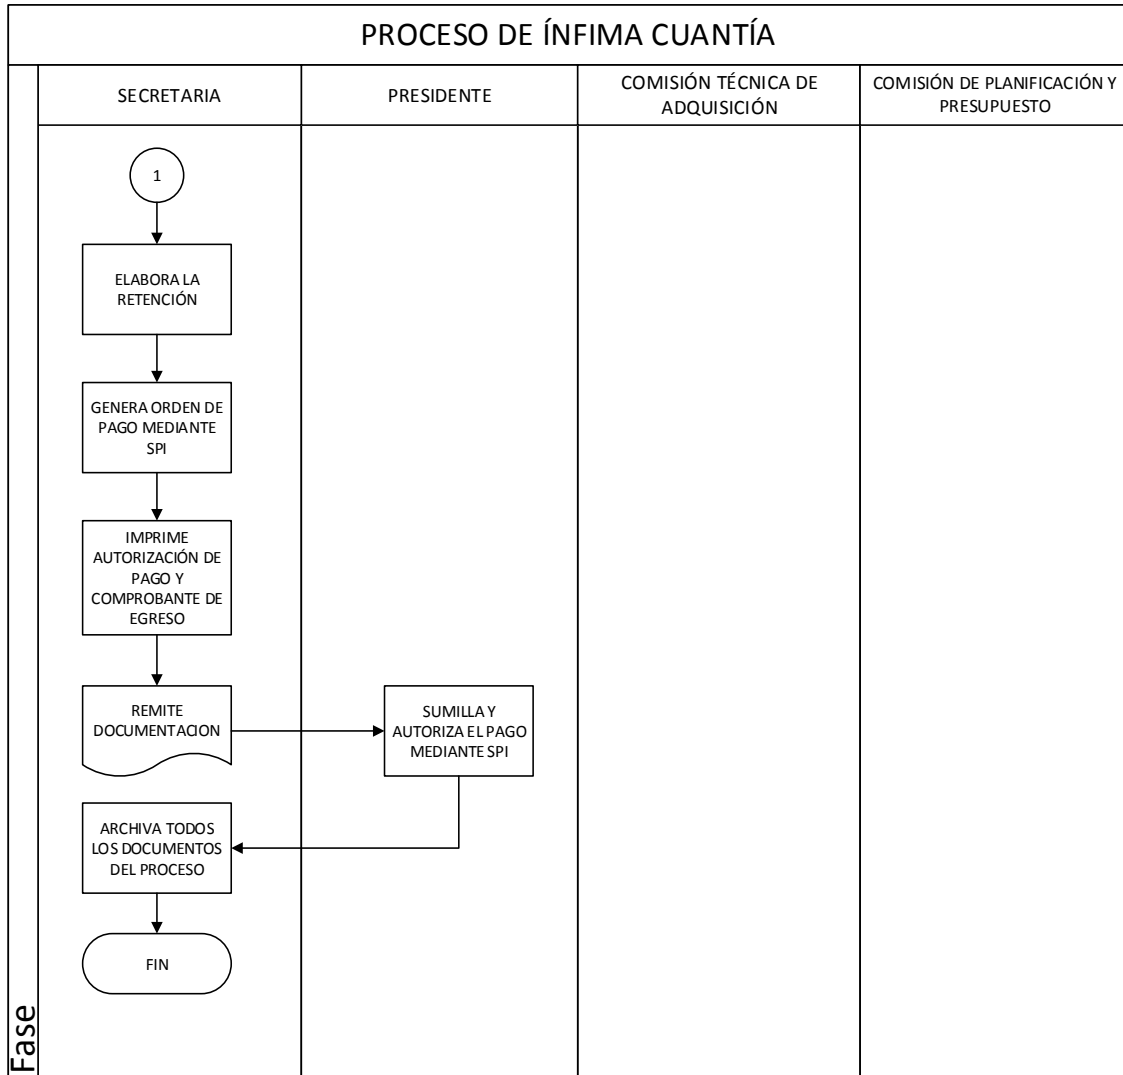 PROCESO DE ÍNFIMA CUANTÍA
SECRETARIA
PRESIDENTE
COMISIÓN TÉCNICA DE
ADQUISICIÓN
COMISIÓN DE PLANIFICACIÓN Y
PRESUPUESTO
1
ELABORA LA
RETENCIÓN
GENERA ORDEN DE
PAGO MEDIANTE
SPI
IMPRIME
AUTORIZACIÓN DE
PAGO Y
COMPROBANTE DE
EGRESO
REMITE
DOCUMENTACION
SUMILLA Y
AUTORIZA EL PAGO
MEDIANTE SPI
ARCHIVA TODOS
LOS DOCUMENTOS
DEL PROCESO
FIN
Fase